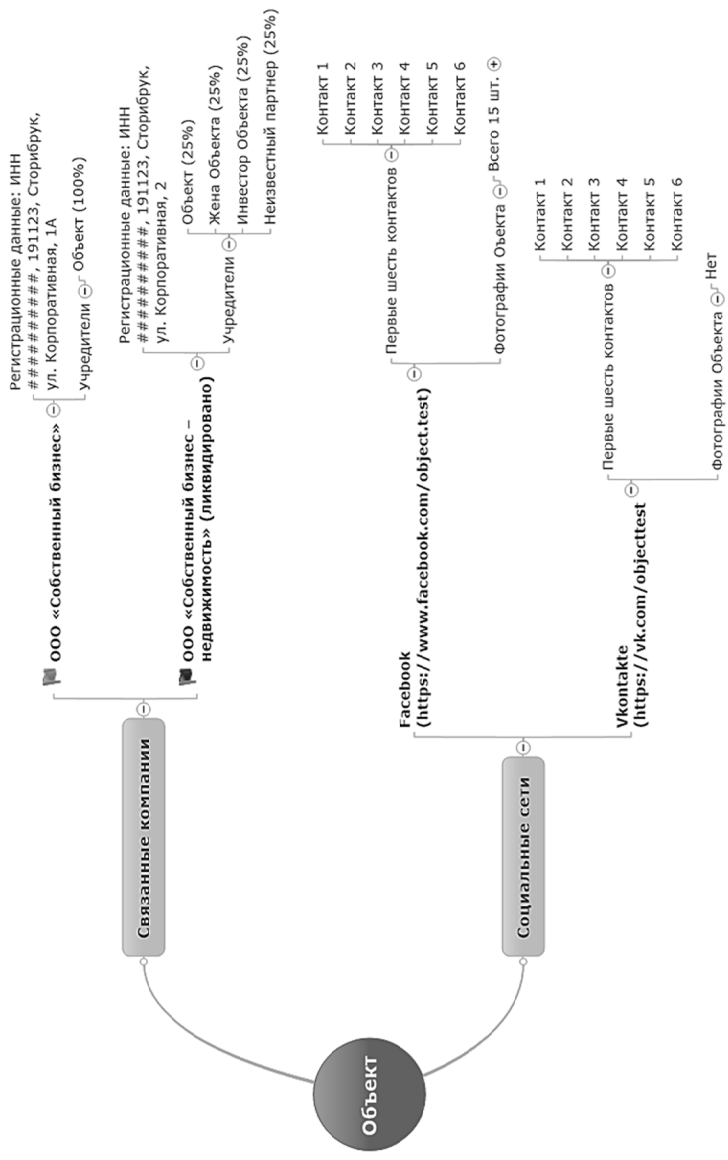 Объект
Связанные компании
ООО «Собственный бизнес»
Регистрационные данные: ИНН
##########, 191123, Сторибрук,
ул. Корпоративная, 1А
Учредители
Объект (100%)
ООО «Собственный бизнес –
недвижимость» (ликвидировано)
Регистрационные данные: ИНН
##########, 191123, Сторибрук,
ул. Корпоративная, 2
Учредители
Объект (25%)
Жена Объекта (25%)
Инвестор Объекта (25%)
Неизвестный партнер (25%)
Социальные сети
Facebook
(https://www.facebook.com/object.test)
Первые шесть контактов
Контакт 1
Контакт 2
Контакт 3
Контакт 4
Контакт 5
Контакт 6
Фотографии Оъекта
Всего 15 шт.
Vkontakte
(https://vk.com/objecttest
Первые шесть контактов
Контакт 1
Контакт 2
Контакт 3
Контакт 4
Контакт 5
Контакт 6
Фотографии Объекта
Нет